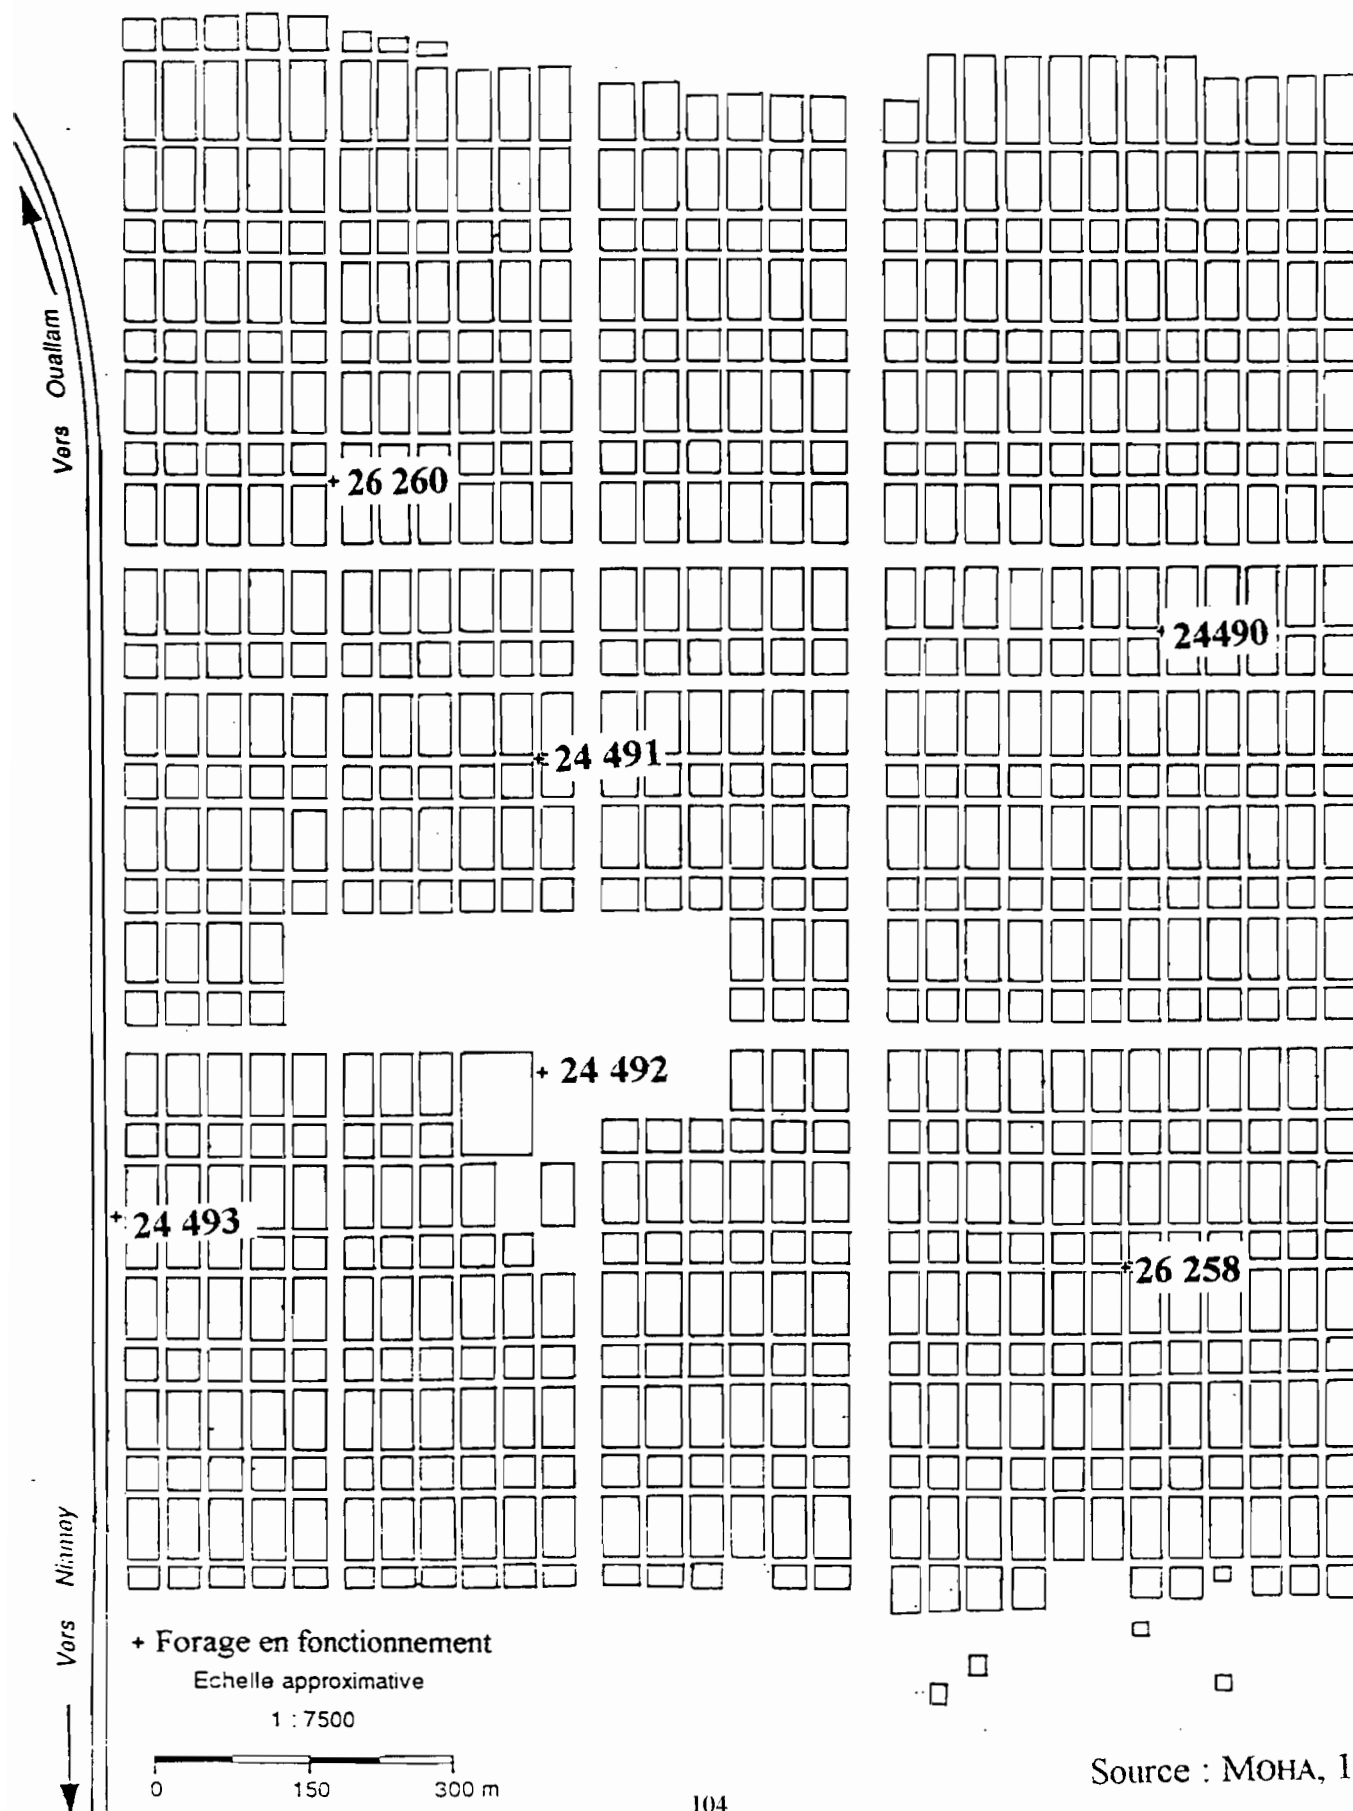 Vers Ouallam
26 260
24490
24 491
24 492
24 493
26 258
Vers Niamey
+ Forage en fonctionnement
Echelle approximative
1 : 7500
0 150 300 m
Source : MOHA, 1
104